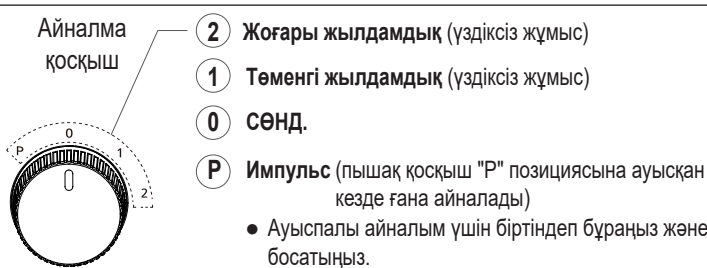 Айналма
қосқыш
2 Жоғары жылдамдық (үздіксіз жұмыс)
1 Төменгі жылдамдық (үздіксіз жұмыс)
0 СӨНД.
P Импульс (пышақ қосқыш "P" позициясына ауысқан
кезде ғана айналады)
● Ауыспалы айналым үшін біртіндеп бұраңыз және
босатыңыз.
P 0 1 2